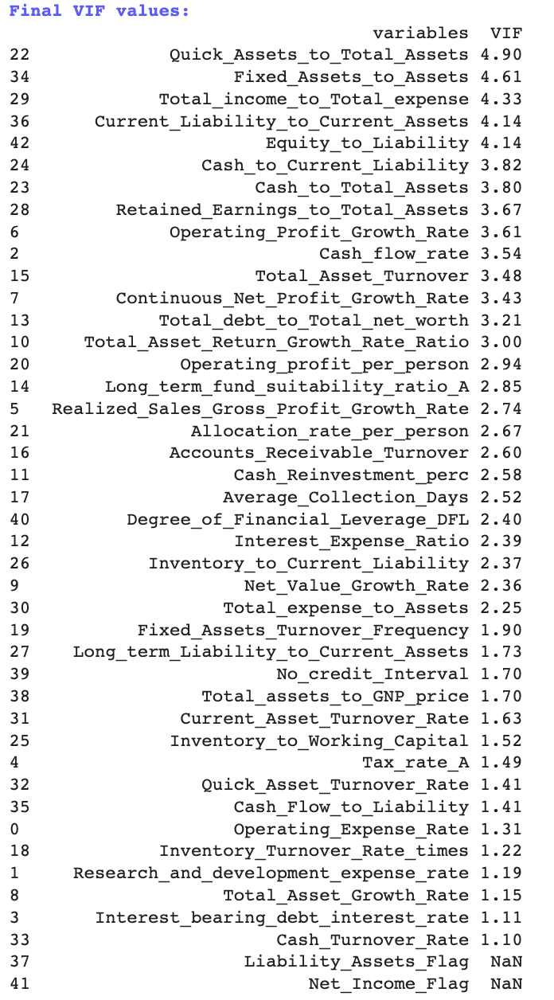 Final VIF values:
variables VIF
22 Quick_Assets_to_Total_Assets 4.90
34 Fixed_Assets_to_Assets 4.61
29 Total_income_to_Total_expense 4.33
36 Current_Liability_to_Current_Assets 4.14
42 Equity_to_Liability 4.14
24 Cash_to_Current_Liability 3.82
23 Cash_to_Total_Assets 3.80
28 Retained_Earnings_to_Total_Assets 3.67
6 Operating_Profit_Growth_Rate 3.61
2 Cash_flow_rate 3.54
15 Total_Asset_Turnover 3.48
7 Continuous_Net_Profit_Growth_Rate 3.43
13 Total_debt_to_Total_net_worth 3.21
10 Total_Asset_Return_Growth_Rate_Ratio 3.00
20 Operating_profit_per_person 2.94
14 Long_term_fund_suitability_ratio_A 2.85
5 Realized_Sales_Gross_Profit_Growth_Rate 2.74
21 Allocation_rate_per_person 2.67
16 Accounts_Receivable_Turnover 2.60
11 Cash_Reinvestment_perc 2.58
17 Average_Collection_Days 2.52
40 Degree_of_Financial_Leverage_DFL 2.40
12 Interest_Expense_Ratio 2.39
26 Inventory_to_Current_Liability 2.37
9 Net_Value_Growth_Rate 2.36
30 Total_expense_to_Assets 2.25
19 Fixed_Assets_Turnover_Frequency 1.90
27 Long_term_Liability_to_Current_Assets 1.73
39 No_credit_Interval 1.70
38 Total_assets_to_GNP_price 1.70
31 Current_Asset_Turnover_Rate 1.63
25 Inventory_to_Working_Capital 1.52
4 Tax_rate_A 1.49
32 Quick_Asset_Turnover_Rate 1.41
35 Cash_Flow_to_Liability 1.41
0 Operating_Expense_Rate 1.31
18 Inventory_Turnover_Rate_times 1.22
1 Research_and_development_expense_rate 1.19
8 Total_Asset_Growth_Rate 1.15
3 Interest_bearing_debt_interest_rate 1.11
33 Cash_Turnover_Rate 1.10
37 Liability_Assets_Flag NaN
41 Net_Income_Flag NaN